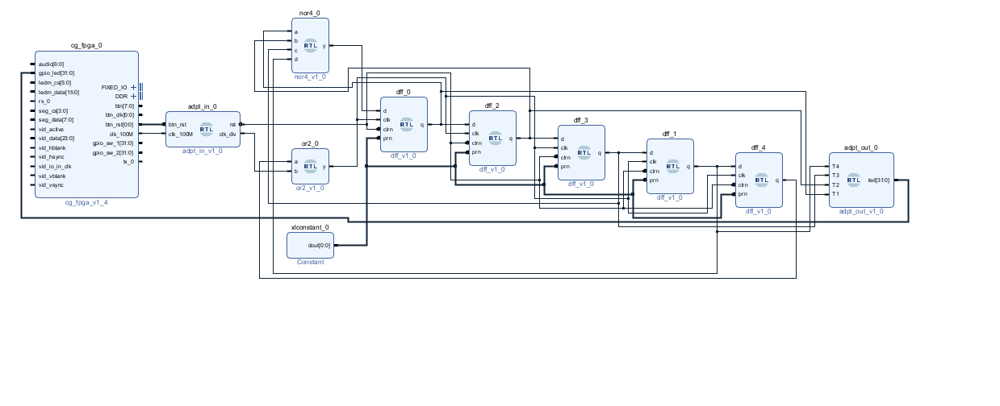 nor4_0
a
b
c
d
RTL
y
nor4_v1_0
cg_fpga_0
audio[6:0]
gpio_led[31:0]
ledm_cs[5:0]
ledm_data[15:0]
rx_0
seg_cs[3:0]
seg_data[7:0]
vid_active
vid_data[23:0]
vid_hblank
vid_hsync
vid_io_in_clk
vid_vblank
vid_vsync
FIXED_IO
DDR
btn[7:0]
btn_clk[0:0]
btn_rst[0:0]
clk_100M
gpio_sw_1[31:0]
gpio_sw_2[31:0]
tx_0
cg_fpga_v1_4
adpt_in_0
btn_rst
clk_100M
RTL
rst
clk_div
adpt_in_v1_0
or2_0
a
b
RTL
y
or2_v1_0
xlconstant_0
dout[0:0]
Constant
dff_0
d
clk
clrn
prn
RTL
q
dff_v1_0
dff_2
d
clk
clrn
prn
RTL
q
dff_v1_0
dff_3
d
clk
clrn
prn
RTL
q
dff_v1_0
dff_1
d
clk
clrn
prn
RTL
q
dff_v1_0
dff_4
d
clk
clrn
prn
RTL
q
dff_v1_0
adpt_out_0
T4
T3
T2
T1
RTL
led[31:0]
adpt_out_v1_0